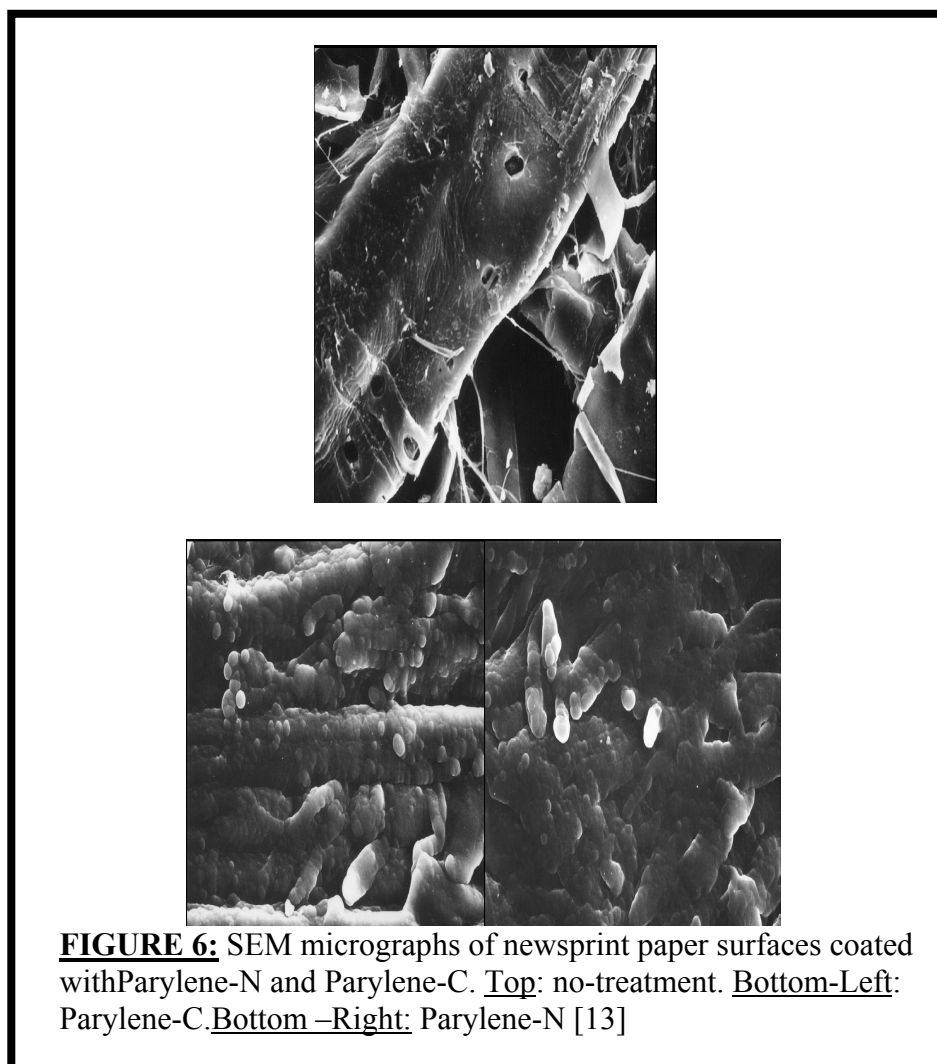 FIGURE 6: SEM micrographs of newsprint paper surfaces coated
withParylene-N and Parylene-C. Top: no-treatment. Bottom-Left:
Parylene-C.Bottom –Right: Parylene-N [13]